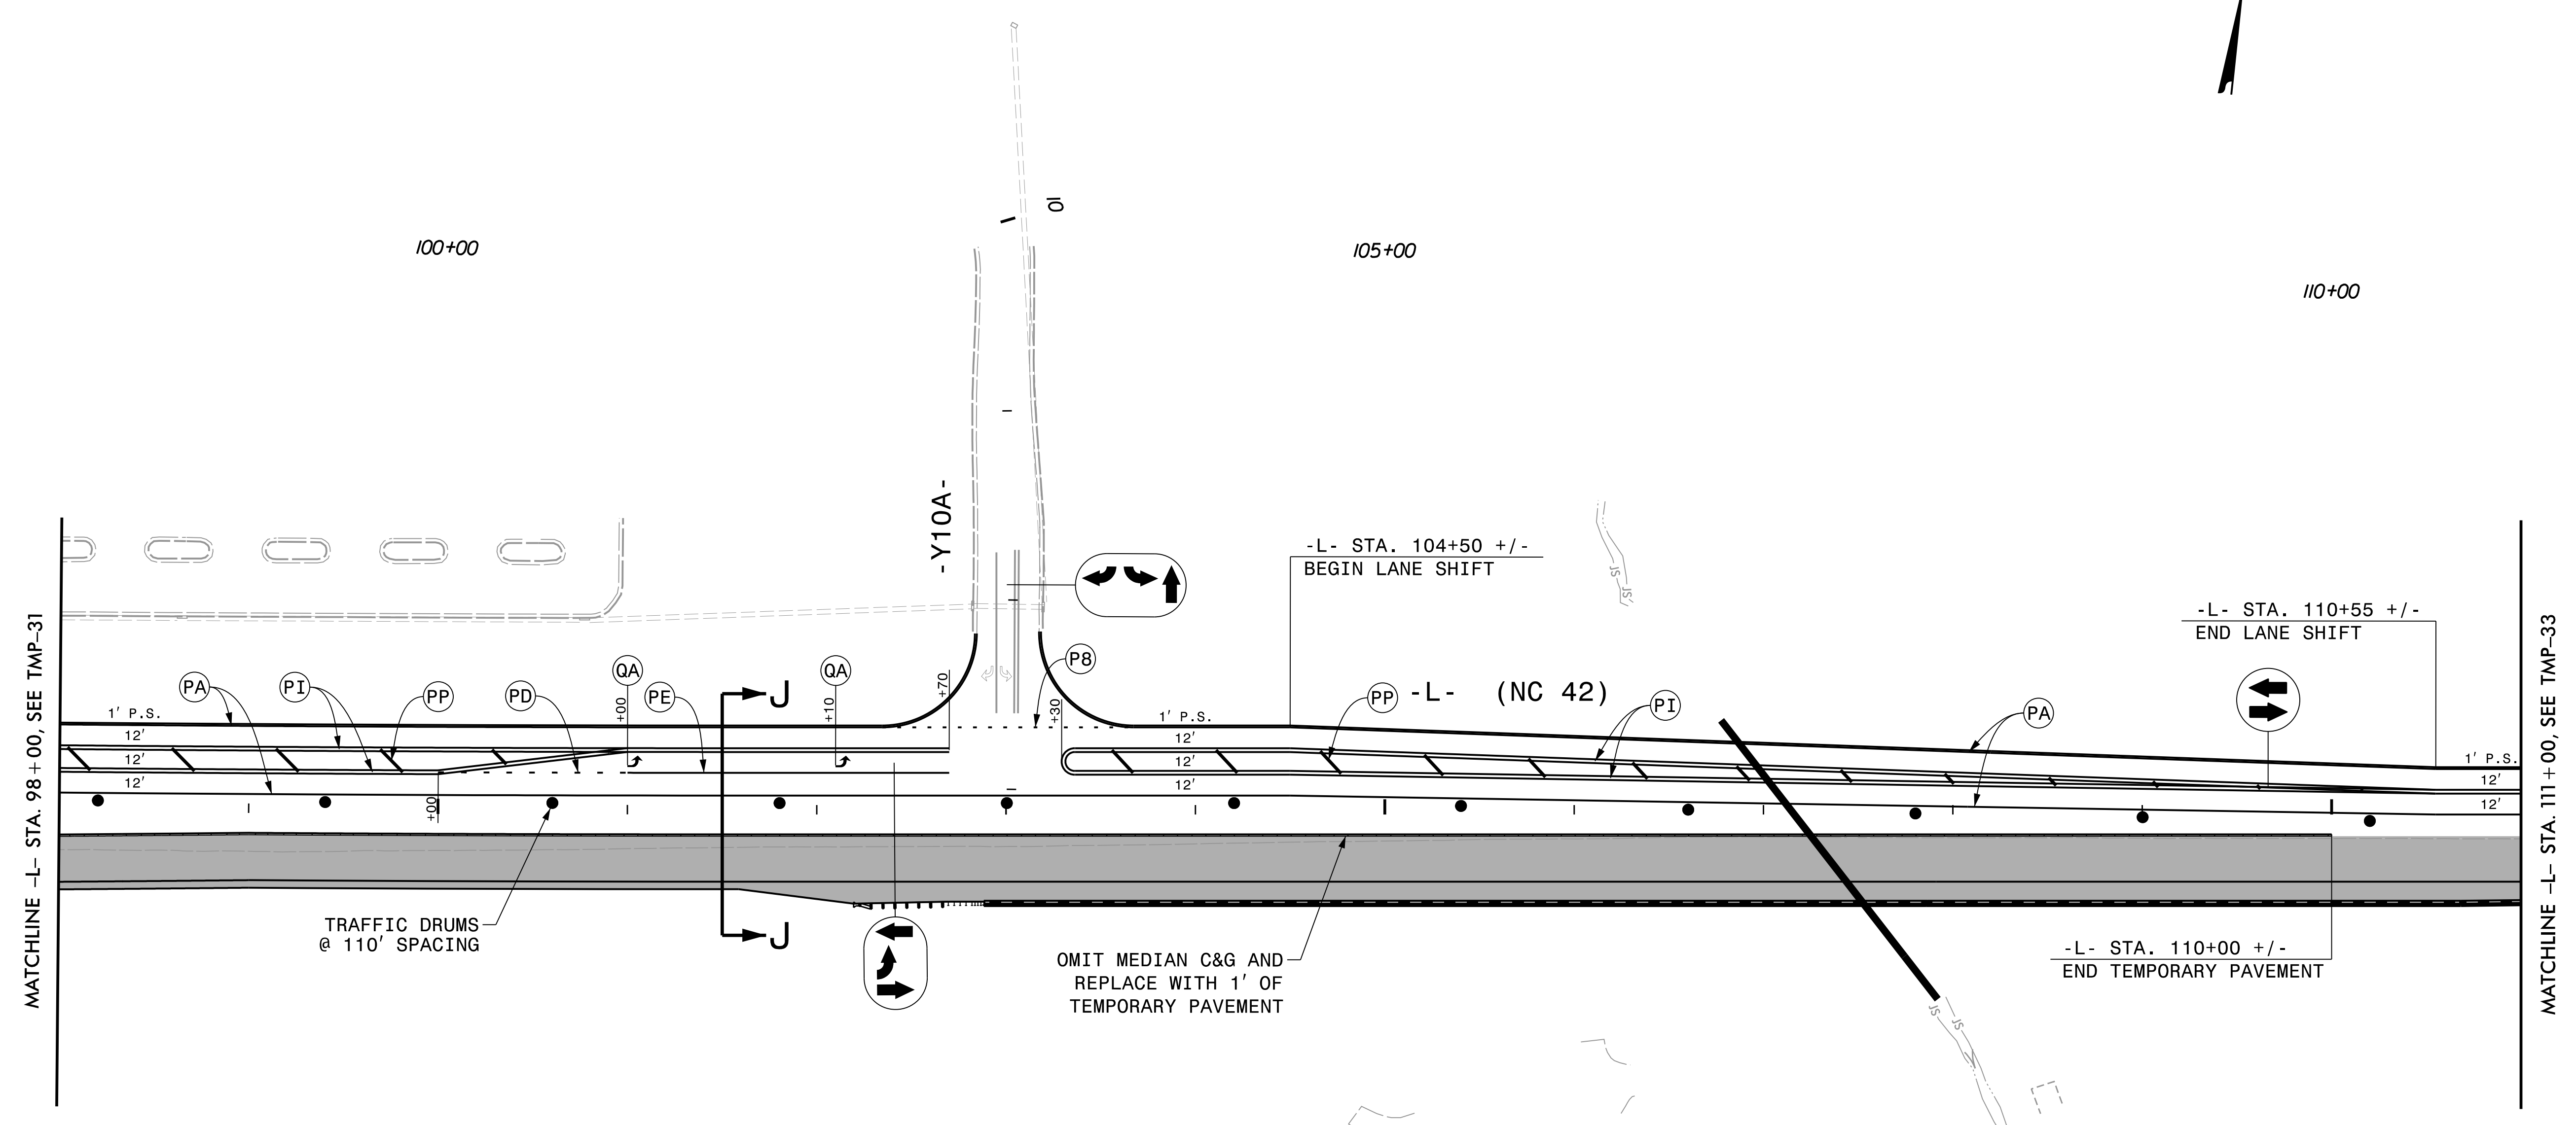 100+00
105+00
110+00
10
-Y10A-
-L- STA. 104+50 +/-
BEGIN LANE SHIFT
-L- STA. 110+55 +/-
END LANE SHIFT
JS
JS
MATCHLINE -L- STA. 98+00, SEE TMP-31
MATCHLINE -L- STA. 111+00, SEE TMP-33
PA
PI
PP
PD
QA
PE
J
QA
P8
PP
-L- (NC 42)
PI
PA
+00
+10
+70
+30
1' P.S.
12'
12'
12'
+00
1' P.S.
12'
12'
12'
1' P.S.
12'
12'
TRAFFIC DRUMS
@ 110' SPACING
J
OMIT MEDIAN C&G AND
REPLACE WITH 1' OF
TEMPORARY PAVEMENT
-L- STA. 110+00 +/-
END TEMPORARY PAVEMENT
JS
JS